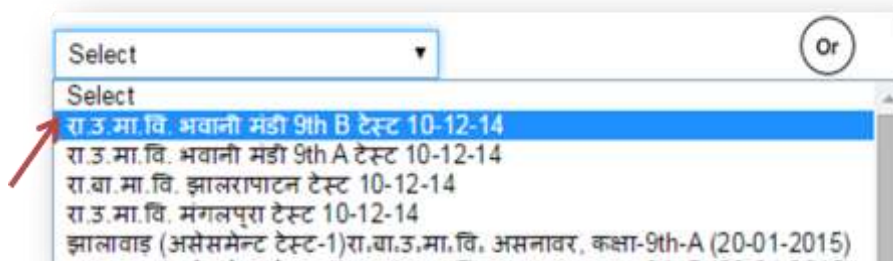 Select
Or
Select
रा.उ.मा.वि. भवानी मंडी 9th B टेस्ट 10-12-14
रा.उ.मा.वि. भवानी मंडी 9th A टेस्ट 10-12-14
रा.बा.मा.वि. झालरापाटन टेस्ट 10-12-14
रा.उ.मा.वि. मंगलपुरा टेस्ट 10-12-14
झालावाड़ (असेसमेन्ट टेस्ट-1)रा.बा.उ.मा.वि. असनावर, कक्षा-9th-A (20-01-2015)